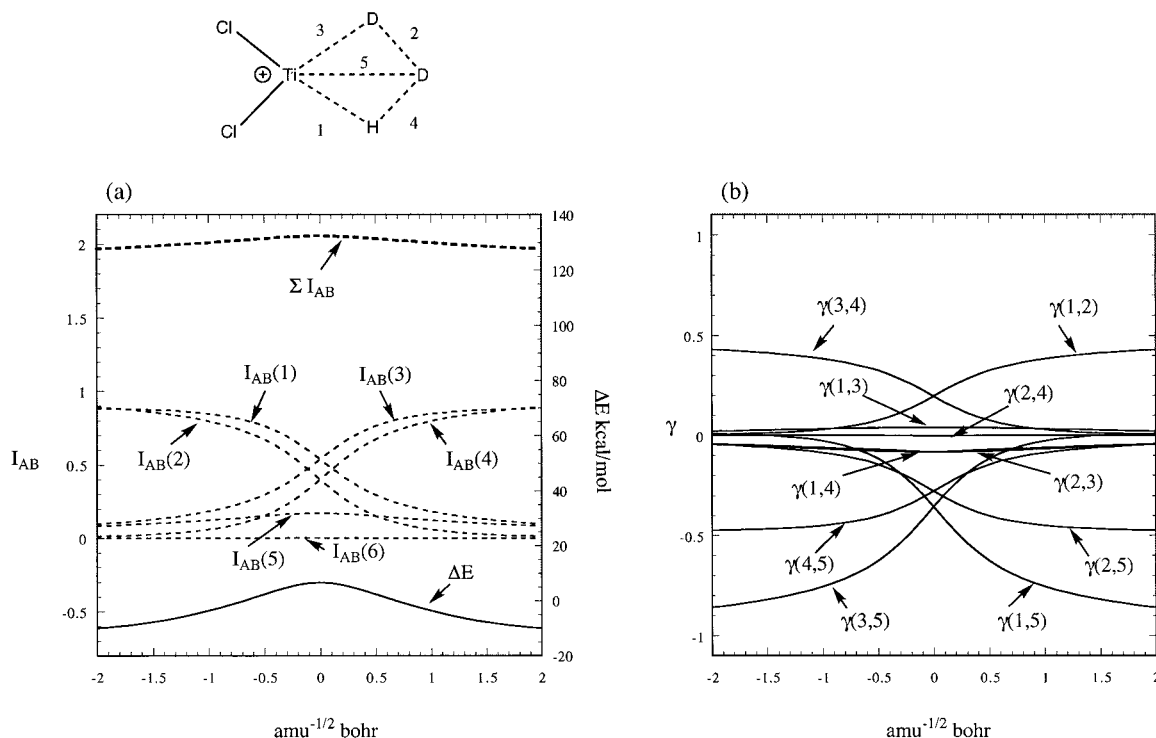 Cl
D
3
2
5
⊕ Ti
D
Cl
1
H
4
(a)
140
2
120
Σ I_AB
100
1.5
I_AB(1)
I_AB(3)
80
1
60
I_AB
I_AB(2)
I_AB(4)
ΔE kcal/mol
0.5
40
0
20
I_AB(5)
I_AB(6)
ΔE
0
-0.5
-20
-2 -1.5 -1 -0.5 0 0.5 1 1.5 2
amu^-1/2 bohr
(b)
1
γ(3,4)
γ(1,2)
0.5
γ(1,3)
γ(2,4)
γ
0
γ(1,4)
γ(2,3)
-0.5
γ(4,5)
γ(2,5)
γ(3,5)
γ(1,5)
-1
-2 -1.5 -1 -0.5 0 0.5 1 1.5 2
amu^-1/2 bohr